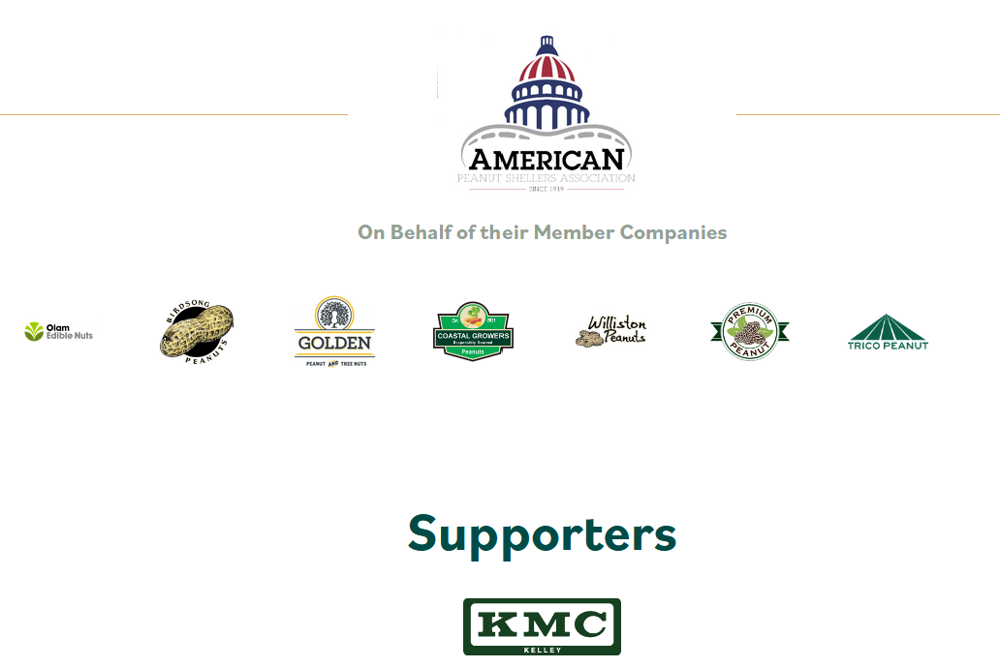 AMERICAN
PEANUT SHELLERS ASSOCIATION
SINCE 1919
On Behalf of their Member Companies
Olam
Edible Nuts
BIRDSONG
PEANUTS
GOLDEN
PEANUT AND TREE NUTS
Est. 2021
COASTAL GROWERS
Responsibly Sourced
Peanuts
Williston
Peanuts
PREMIUM
PEANUT
TRICO PEANUT
Supporters
KMC
KELLEY